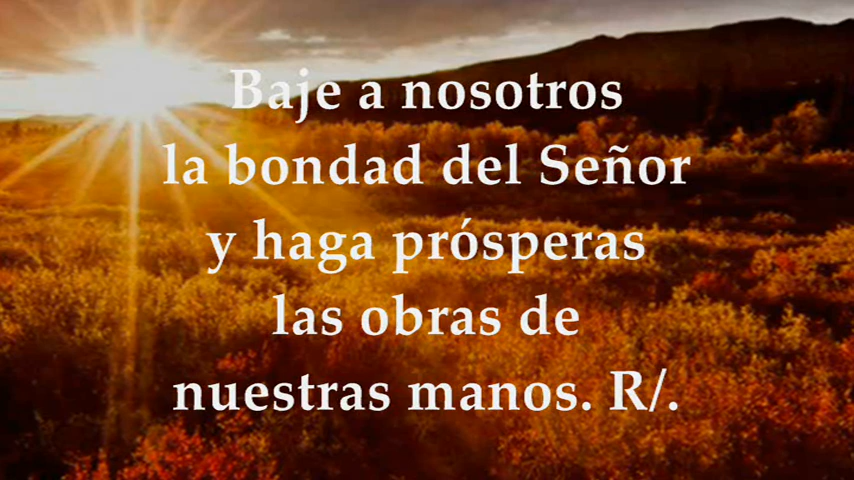 Baje a nosotros
la bondad del Señor
y haga prósperas
las obras de
nuestras manos. R/.